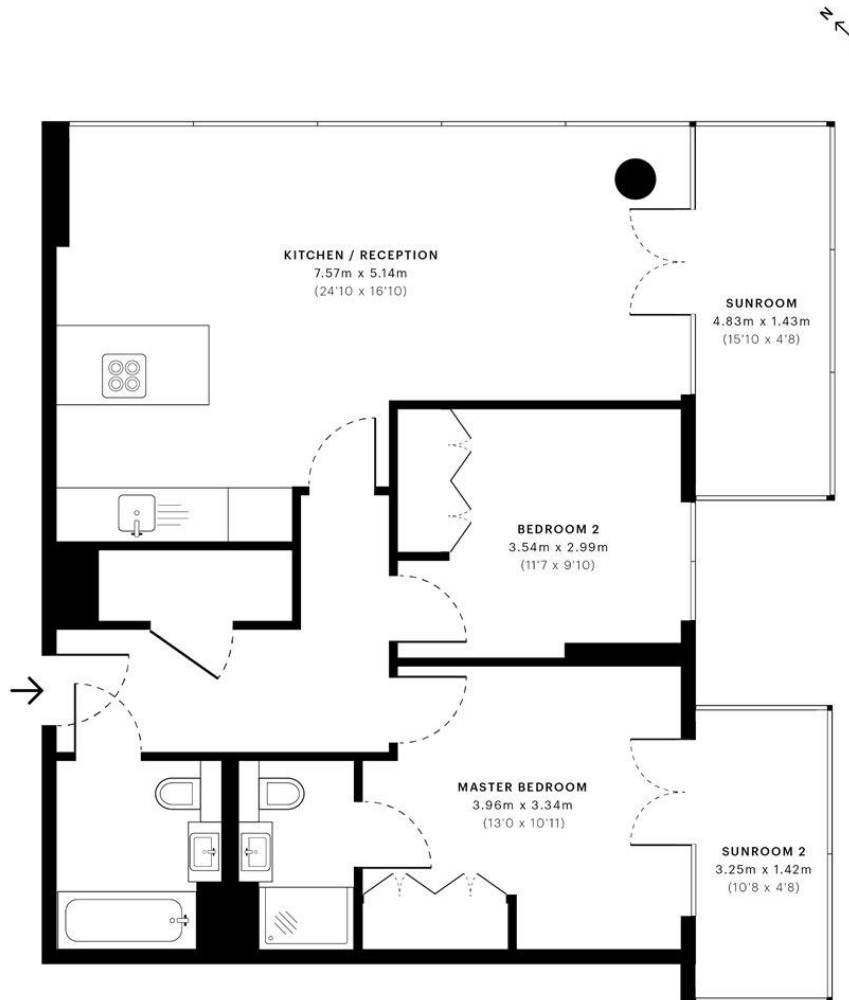 N
KITCHEN / RECEPTION
7.57m x 5.14m
(24'10 x 16'10)
SUNROOM
4.83m x 1.43m
(15'10 x 4'8)
BEDROOM 2
3.54m x 2.99m
(11'7 x 9'10)
MASTER BEDROOM
3.96m x 3.34m
(13'0 x 10'11)
SUNROOM 2
3.25m x 1.42m
(10'8 x 4'8)